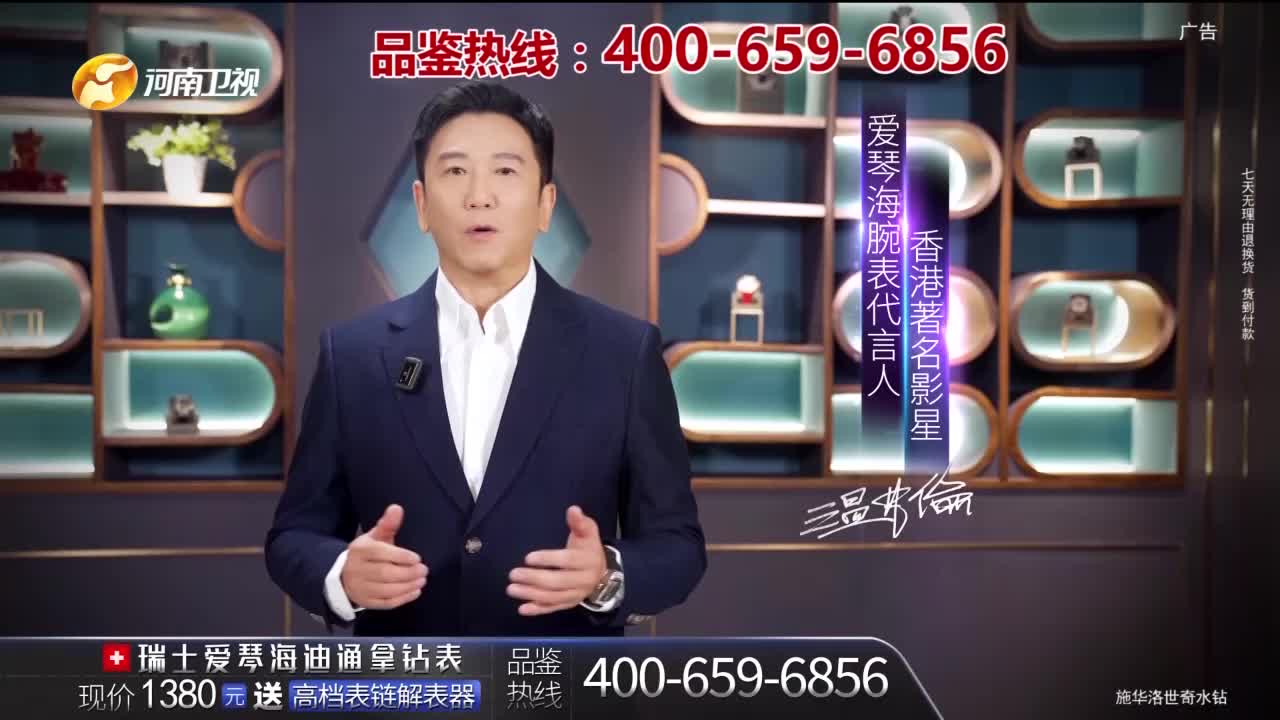 品鉴热线：400-659-6856
广告
河南卫视
爱琴海腕表代言人
香港著名影星
温兆倫
七天无理由退换货 货到付款
瑞士爱琴海迪通拿钻表
现价1380元送高档表链解表器
品鉴热线
400-659-6856
施华洛世奇水钻